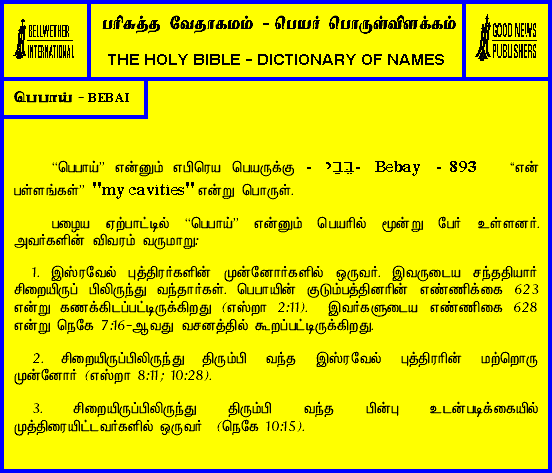 BELLWETHER
INTERNATIONAL
பரிசுத்த வேதாகமம் - பெயர் பொருள்விளக்கம்
THE HOLY BIBLE - DICTIONARY OF NAMES
GOOD NEWS
PUBLISHERS
பெபாய் - BEBAI
“பெபாய்” என்னும் எபிரெய பெயருக்கு - בֵּבַי - Bebay - 893 “என்
பள்ளங்கள்” "my cavities" என்று பொருள்.
பழைய ஏற்பாட்டில் “பெபாய்” என்னும் பெயரில் மூன்று பேர் உள்ளனர்.
அவர்களின் விவரம் வருமாறு:
1. இஸ்ரவேல் புத்திரர்களின் முன்னோர்களில் ஒருவர். இவருடைய சந்ததியார்
சிறையிருப் பிலிருந்து வந்தார்கள். பெபாயின் குடும்பத்தினரின் எண்ணிக்கை 623
என்று கணக்கிடப்பட்டிருக்கிறது (எஸ்றா 2:11). இவர்களுடைய எண்ணிகை 628
என்று நெகே 7:16-ஆவது வசனத்தில் கூறப்பட்டிருக்கிறது.
2. சிறையிருப்பிலிருந்து திரும்பி வந்த இஸ்ரவேல் புத்திரரின் மற்றொரு
முன்னோர் (எஸ்றா 8:11; 10:28).
3. சிறையிருப்பிலிருந்து திரும்பி வந்த பின்பு உடன்படிக்கையில்
முத்திரையிட்டவர்களில் ஒருவர் (நெகே 10:15).